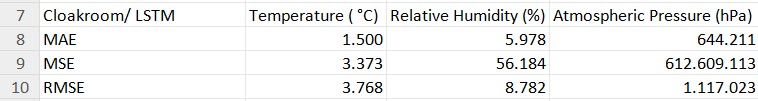 7 Cloakroom/ LSTM Temperature ( °C) Relative Humidity (%) Atmospheric Pressure (hPa)
8 MAE 1.500 5.978 644.211
9 MSE 3.373 56.184 612.609.113
10 RMSE 3.768 8.782 1.117.023